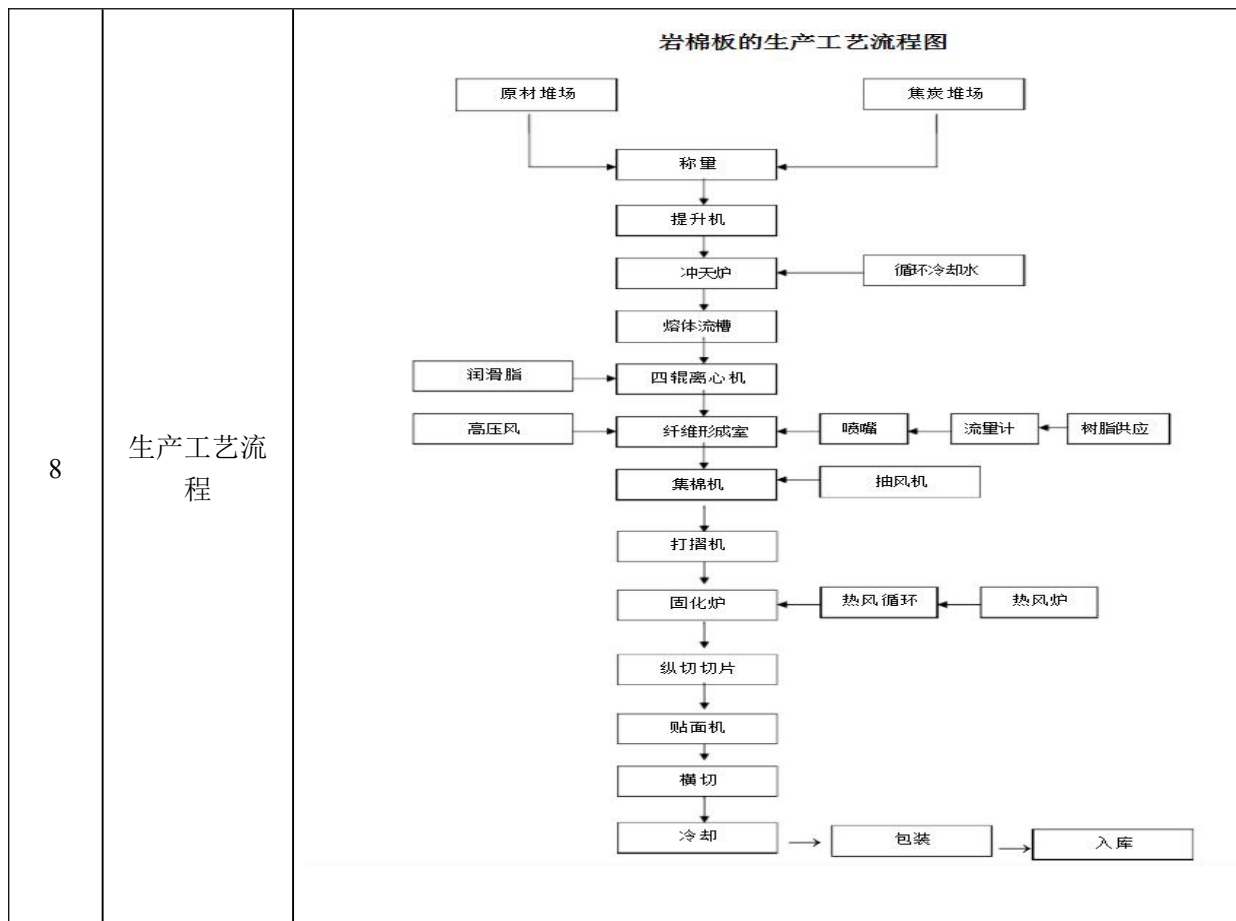 8
生产工艺流
程
岩棉板的生产工艺流程图
原材堆场
焦炭堆场
称量
提升机
冲天炉
循环冷却水
熔体流槽
润滑脂
四辊离心机
高压风
纤维形成室
喷嘴
流量计
树脂供应
集棉机
抽风机
打摺机
固化炉
热风循环
热风炉
纵切切片
贴面机
横切
冷却
包装
入库